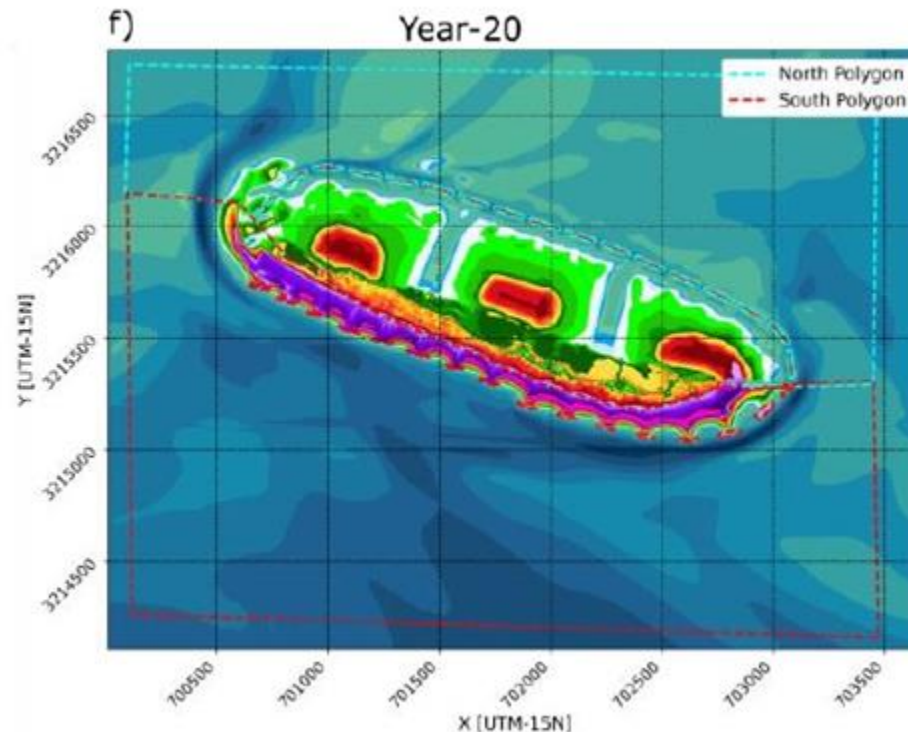 f)
Year-20
North Polygon
South Polygon
3216500
3216000
3215500
3215000
3214500
Y [UTM-15N]
700500
701000
701500
702000
702500
703000
703500
X [UTM-15N]